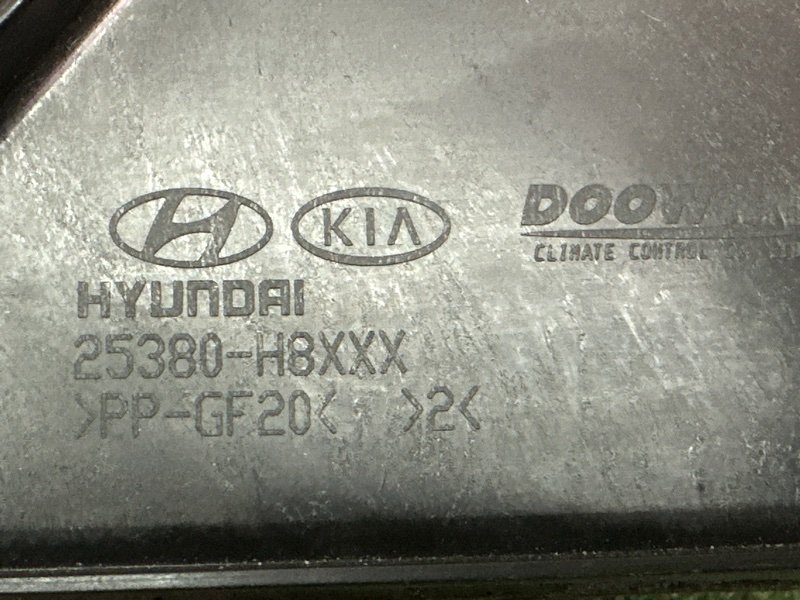 KIA
DOOW
CLIMATE CONTROL
HYUNDAI
25380-H8XXX
>PP-GF20< >2<